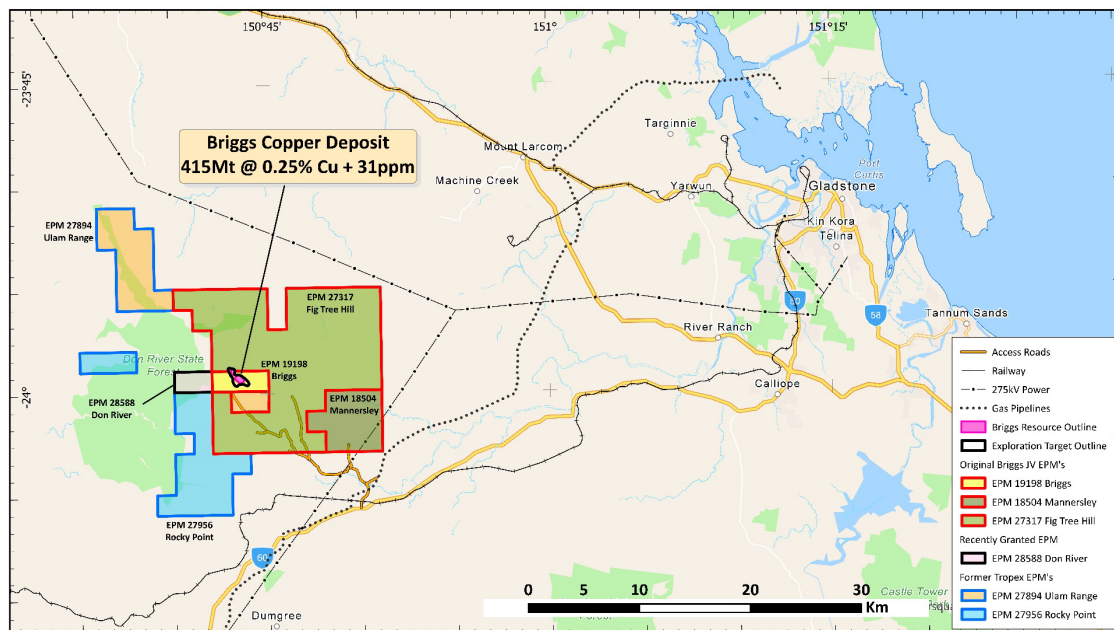 150°45'
151°
151°15'
-23°45'
-24°
Briggs Copper Deposit
415Mt @ 0.25% Cu + 31ppm
Targinnie
Mount Larcom
Machine Creek
Yarwun
Port
Curtis
Gladstone
Kin Kora
Telina
EPM 27894
Ulam Range
EPM 27317
Fig Tree Hill
River Ranch
80
58
Tannum Sands
Don River State
Forest
EPM 19198
Briggs
EPM 28588
Don River
EPM 18504
Mannersley
Calliope
EPM 27956
Rocky Point
60
Dumgree
Forest
Castle Tower
0 5 10 20 30
Km
Access Roads
Railway
275kV Power
Gas Pipelines
Briggs Resource Outline
Exploration Target Outline
Original Briggs JV EPM's
EPM 19198 Briggs
EPM 18504 Mannersley
EPM 27317 Fig Tree Hill
Recently Granted EPM
EPM 28588 Don River
Former Tropex EPM's
EPM 27894 Ulam Range
EPM 27956 Rocky Point